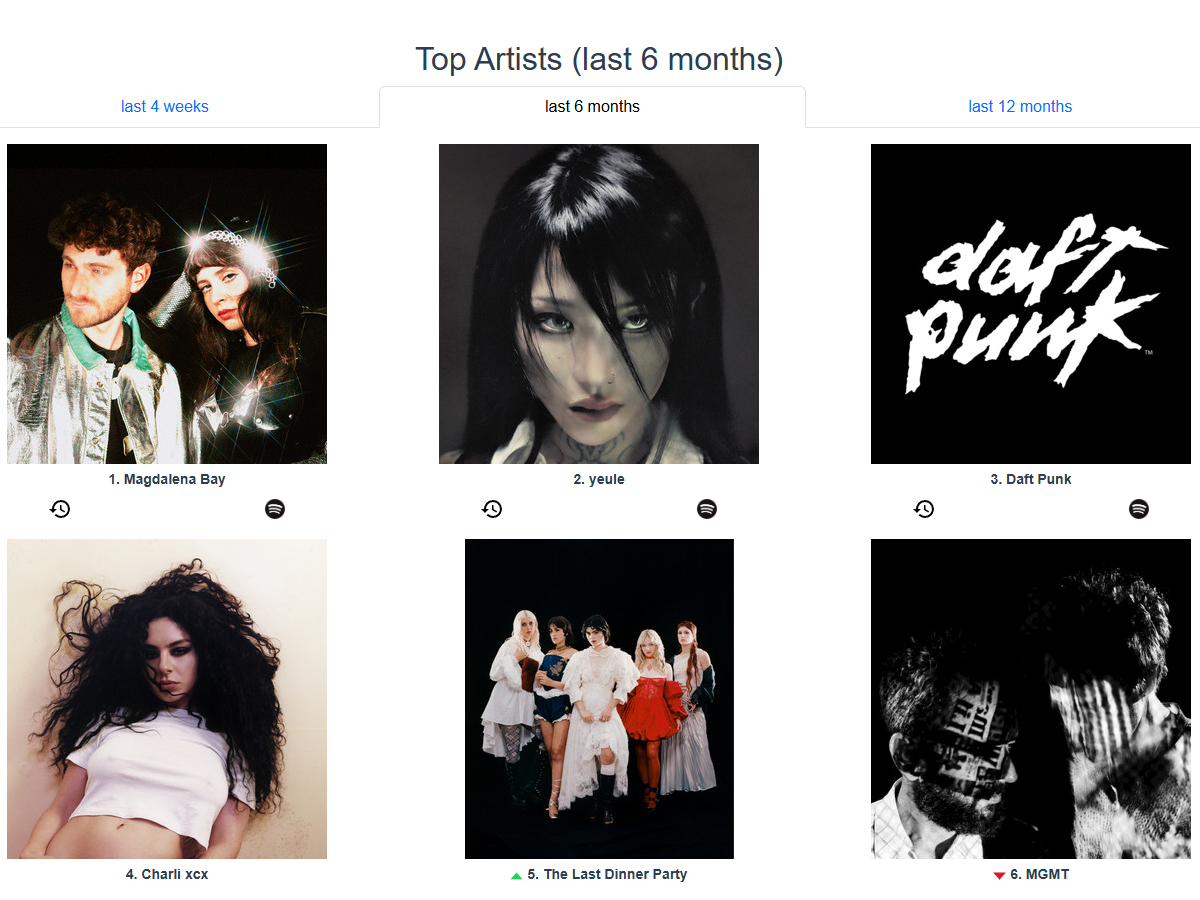 Top Artists (last 6 months)
last 4 weeks
last 6 months
last 12 months
daft
punk
™
1. Magdalena Bay
2. yeule
3. Daft Punk
4. Charli xcx
5. The Last Dinner Party
6. MGMT